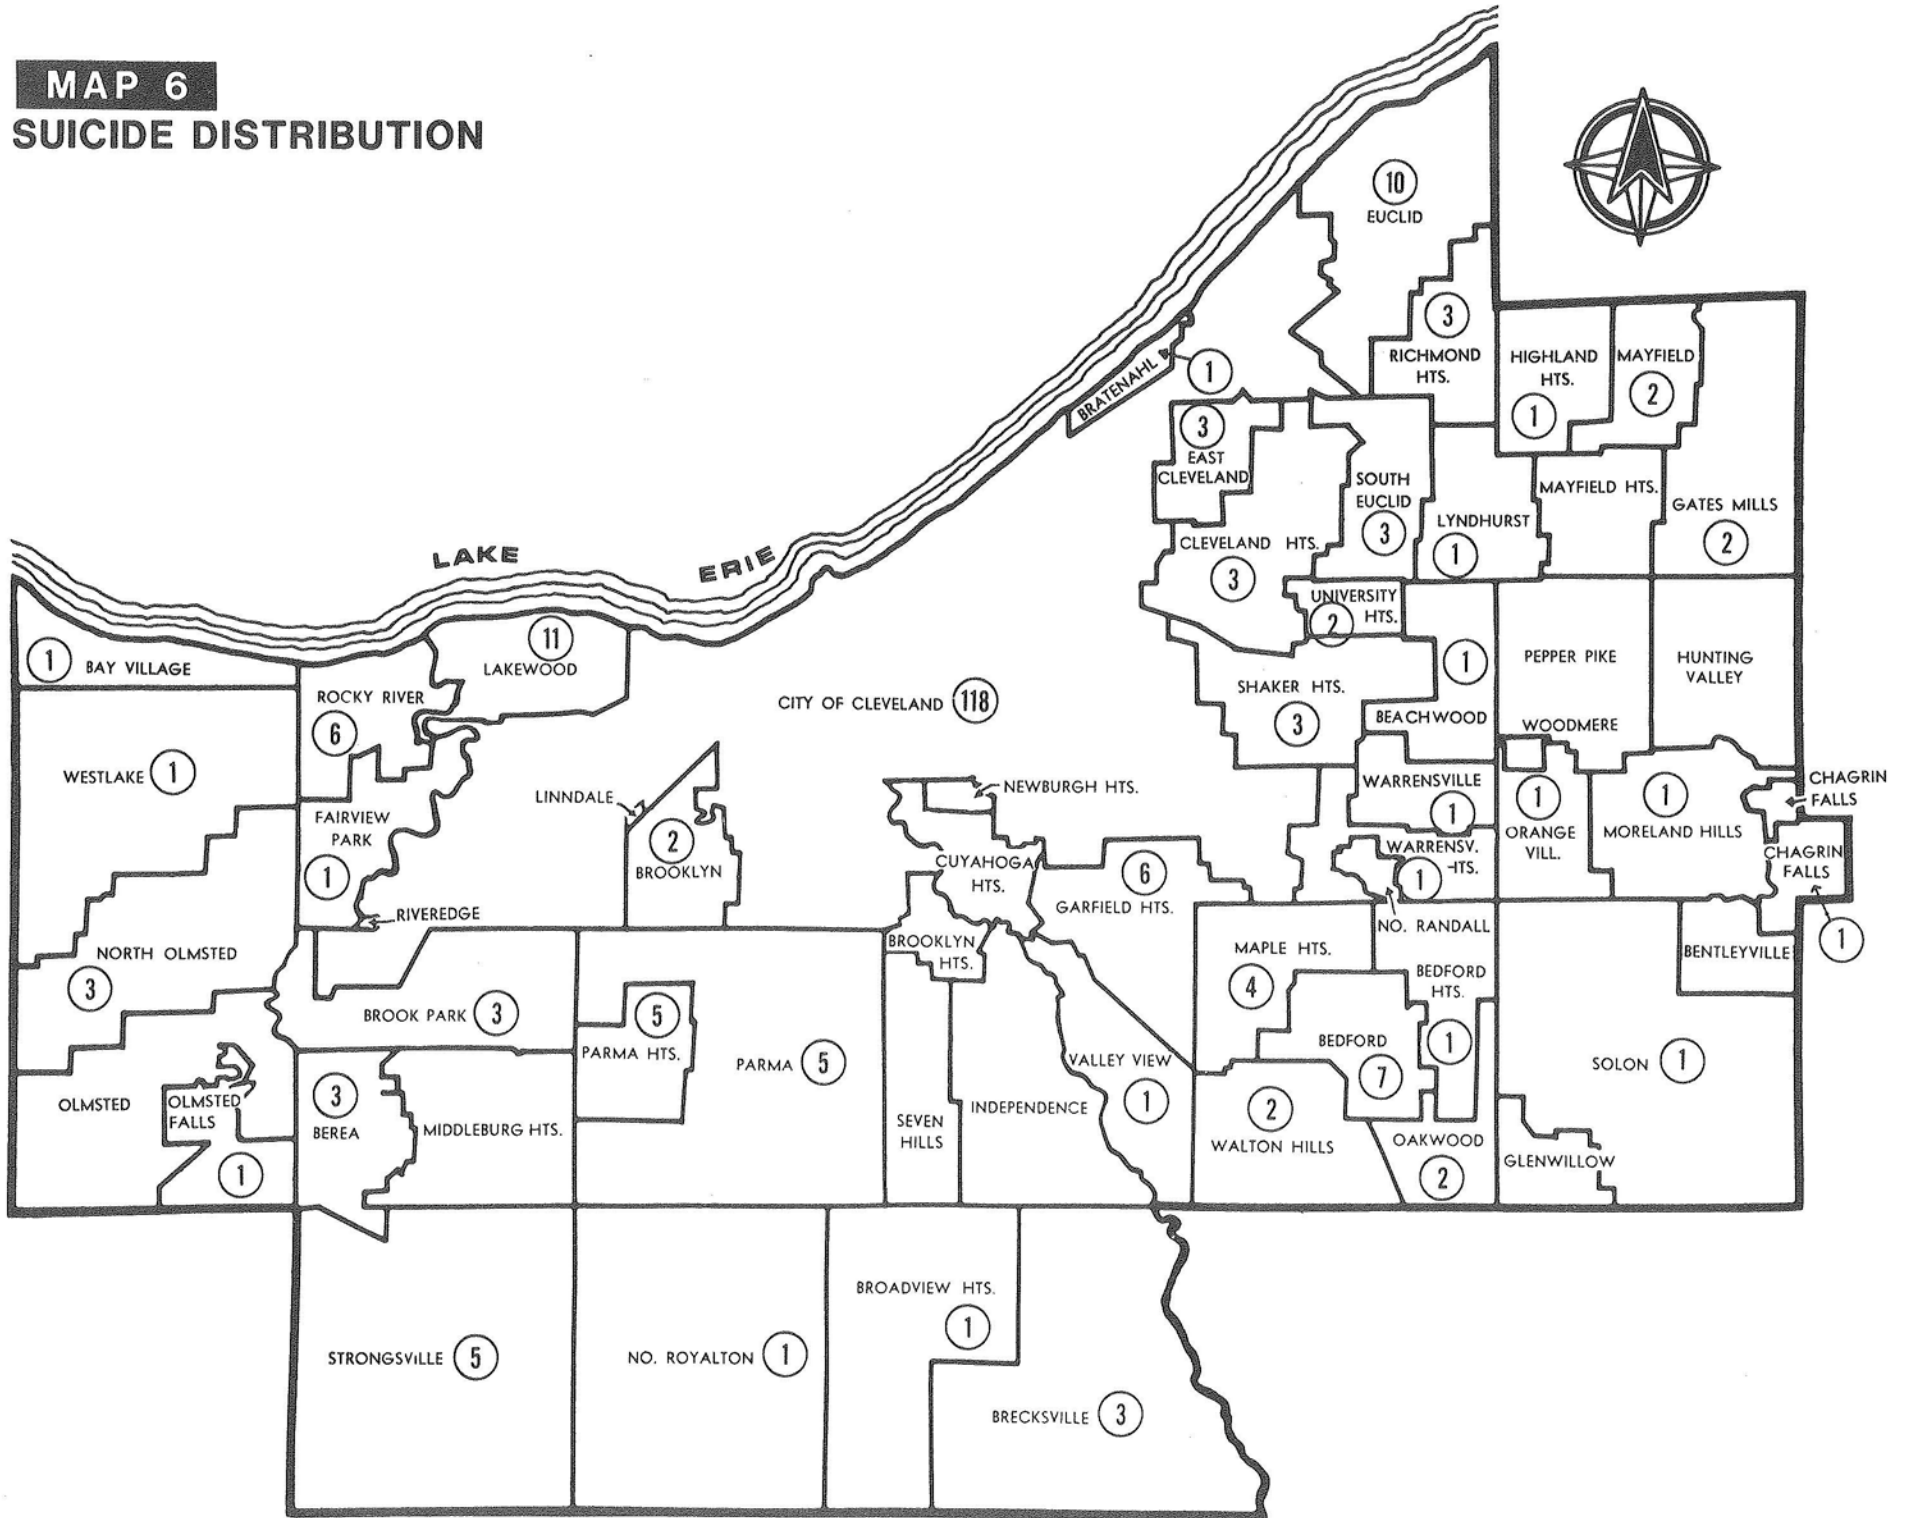 MAP 6
SUICIDE DISTRIBUTION
10
EUCLID
3
RICHMOND
HTS.
HIGHLAND
HTS.
1
MAYFIELD
2
BRATENAHL
1
3
EAST
CLEVELAND
SOUTH
EUCLID
3
MAYFIELD HTS.
GATES MILLS
2
LYNDHURST
1
CLEVELAND HTS.
3
LAKE ERIE
UNIVERSITY
HTS.
2
11
LAKEWOOD
1
BAY VILLAGE
ROCKY RIVER
6
CITY OF CLEVELAND 118
SHAKER HTS.
3
1
BEACHWOOD
PEPPER PIKE
HUNTING
VALLEY
WOODMERE
WESTLAKE 1
LINNDALE
NEWBURGH HTS.
WARRENSVILLE
1
1
ORANGE
VILL.
1
MORELAND HILLS
CHAGRIN
FALLS
FAIRVIEW
PARK
1
2
BROOKLYN
CUYAHOGA
HTS.
6
GARFIELD HTS.
WARRENSV.
HTS.
1
CHAGRIN
FALLS
1
RIVEREDGE
NO. RANDALL
NORTH OLMSTED
3
BROOKLYN
HTS.
MAPLE HTS.
4
BEDFORD
HTS.
1
BENTLEYVILLE
BROOK PARK 3
5
PARMA HTS.
PARMA 5
VALLEY VIEW
1
BEDFORD
7
SOLON 1
OLMSTED
OLMSTED
FALLS
1
3
BEREA
MIDDLEBURG HTS.
SEVEN
HILLS
INDEPENDENCE
2
WALTON HILLS
OAKWOOD
2
GLENWILLOW
BROADVIEW HTS.
1
STRONGSVILLE 5
NO. ROYALTON 1
BRECKSVILLE 3